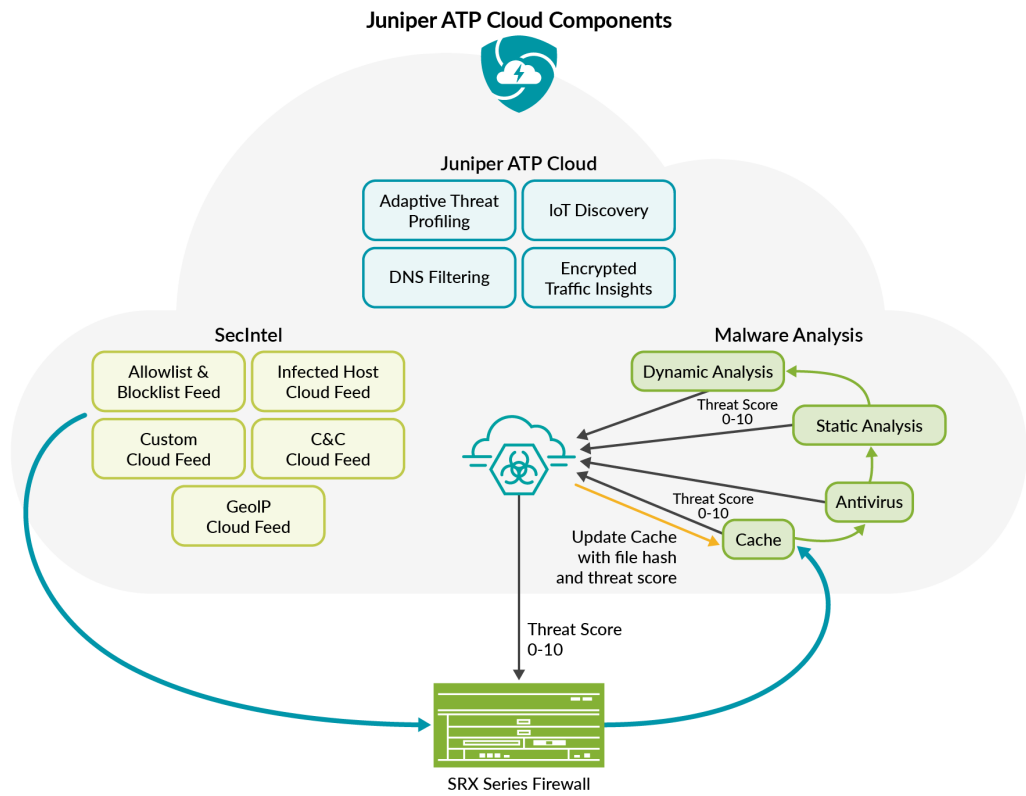 Juniper ATP Cloud Components
Juniper ATP Cloud
Adaptive Threat
Profiling
IoT Discovery
DNS Filtering
Encrypted
Traffic Insights
SecIntel
Allowlist &
Blocklist Feed
Infected Host
Cloud Feed
Custom
Cloud Feed
C&C
Cloud Feed
GeoIP
Cloud Feed
Malware Analysis
Dynamic Analysis
Threat Score
0-10
Static Analysis
Antivirus
Threat Score
0-10
Cache
Update Cache
with file hash
and threat score
Threat Score
0-10
SRX Series Firewall